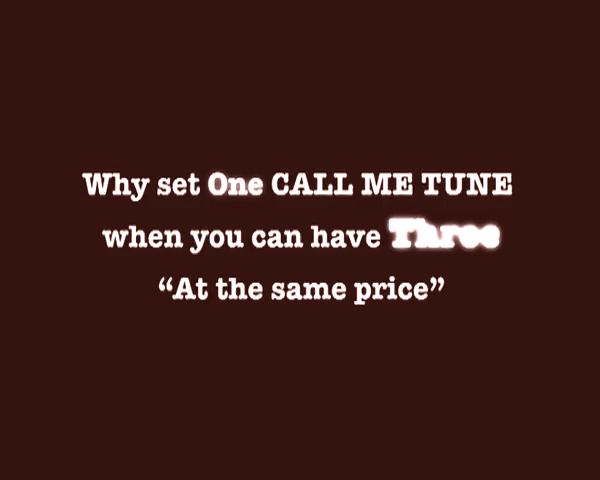 Why set One CALL ME TUNE
when you can have Three
“At the same price”